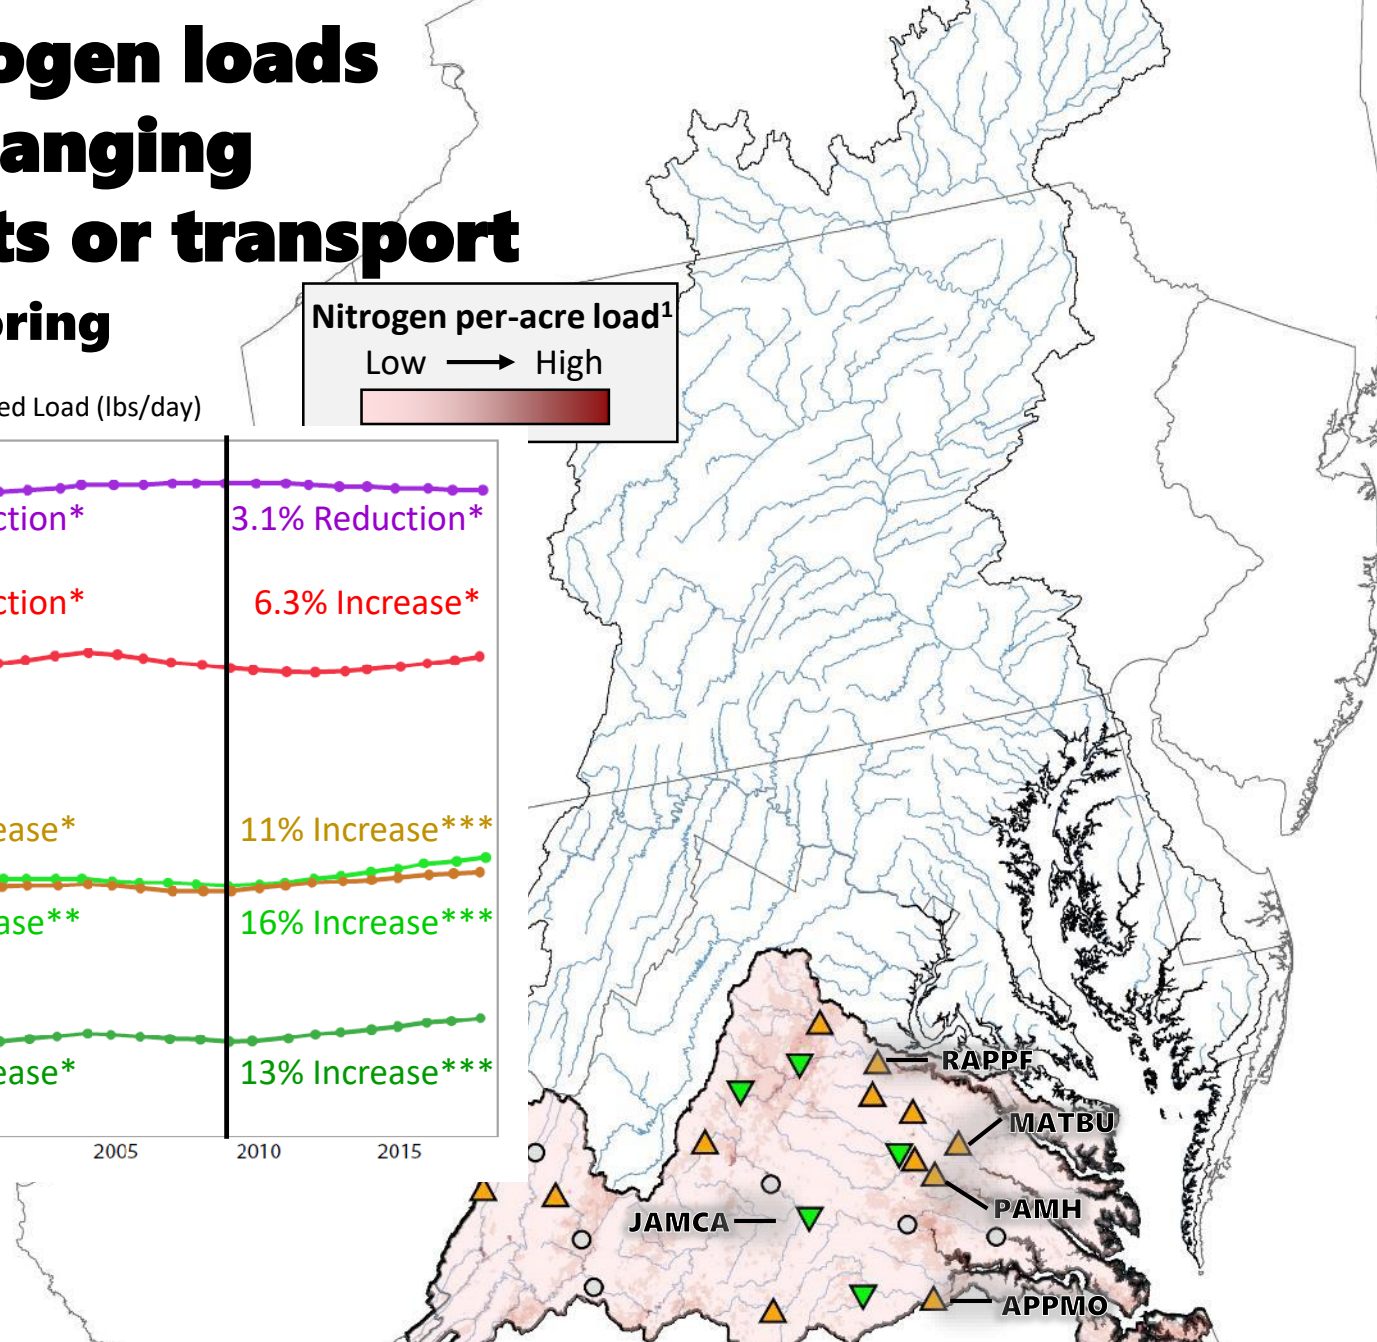 ogen loads
anging
ts or transport
oring
Nitrogen per-acre load¹
Low
High
ed Load (lbs/day)
ction*
3.1% Reduction*
ction*
6.3% Increase*
ease*
11% Increase***
ase**
16% Increase***
ease*
13% Increase***
2005
2010
2015
RAPPF
MATBU
PAMH
JAMCA
APPMO